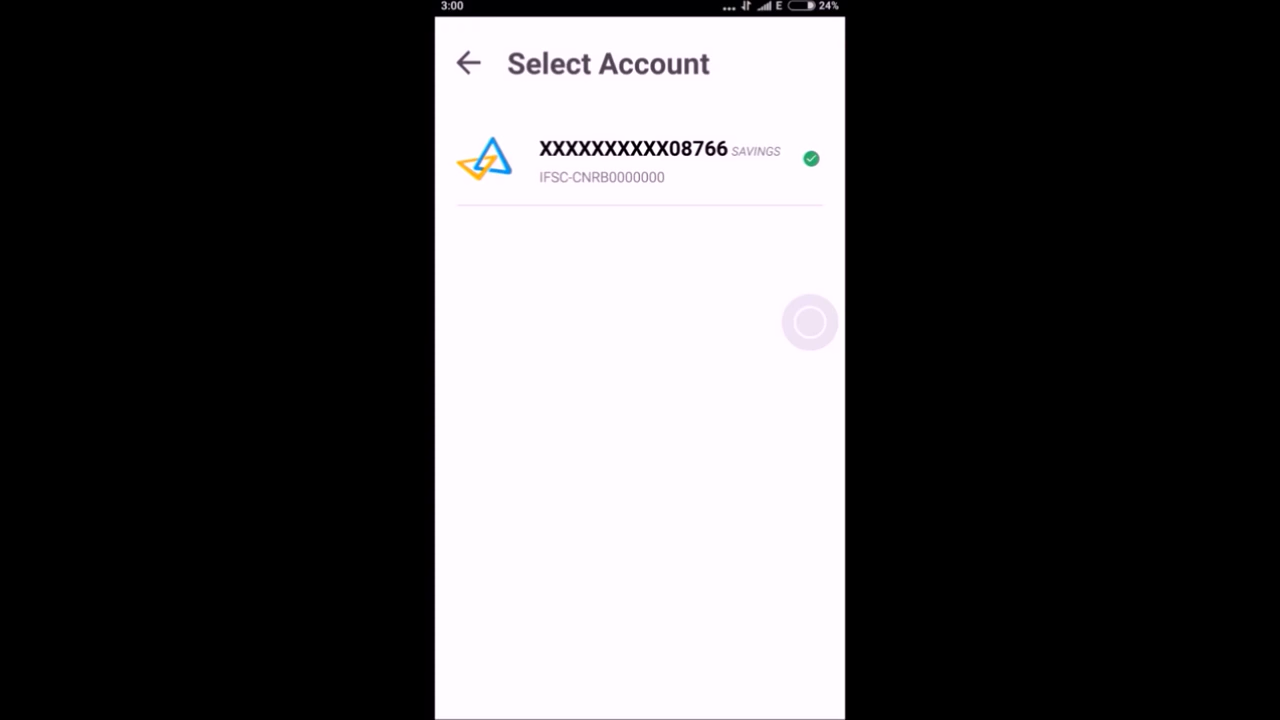 3:00 ... E 24%
Select Account
XXXXXXXXXX08766 SAVINGS
IFSC-CNRB0000000